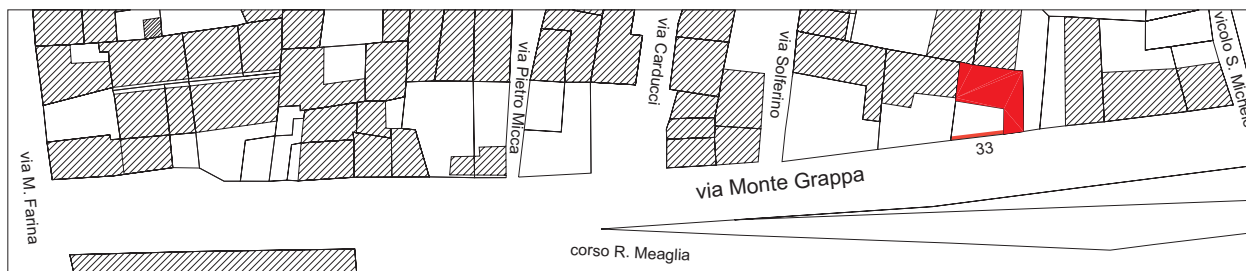 via M. Farina
via Pietro Micca
via Carducci
via Solferino
vicolo S. Michele
33
via Monte Grappa
corso R. Meaglia